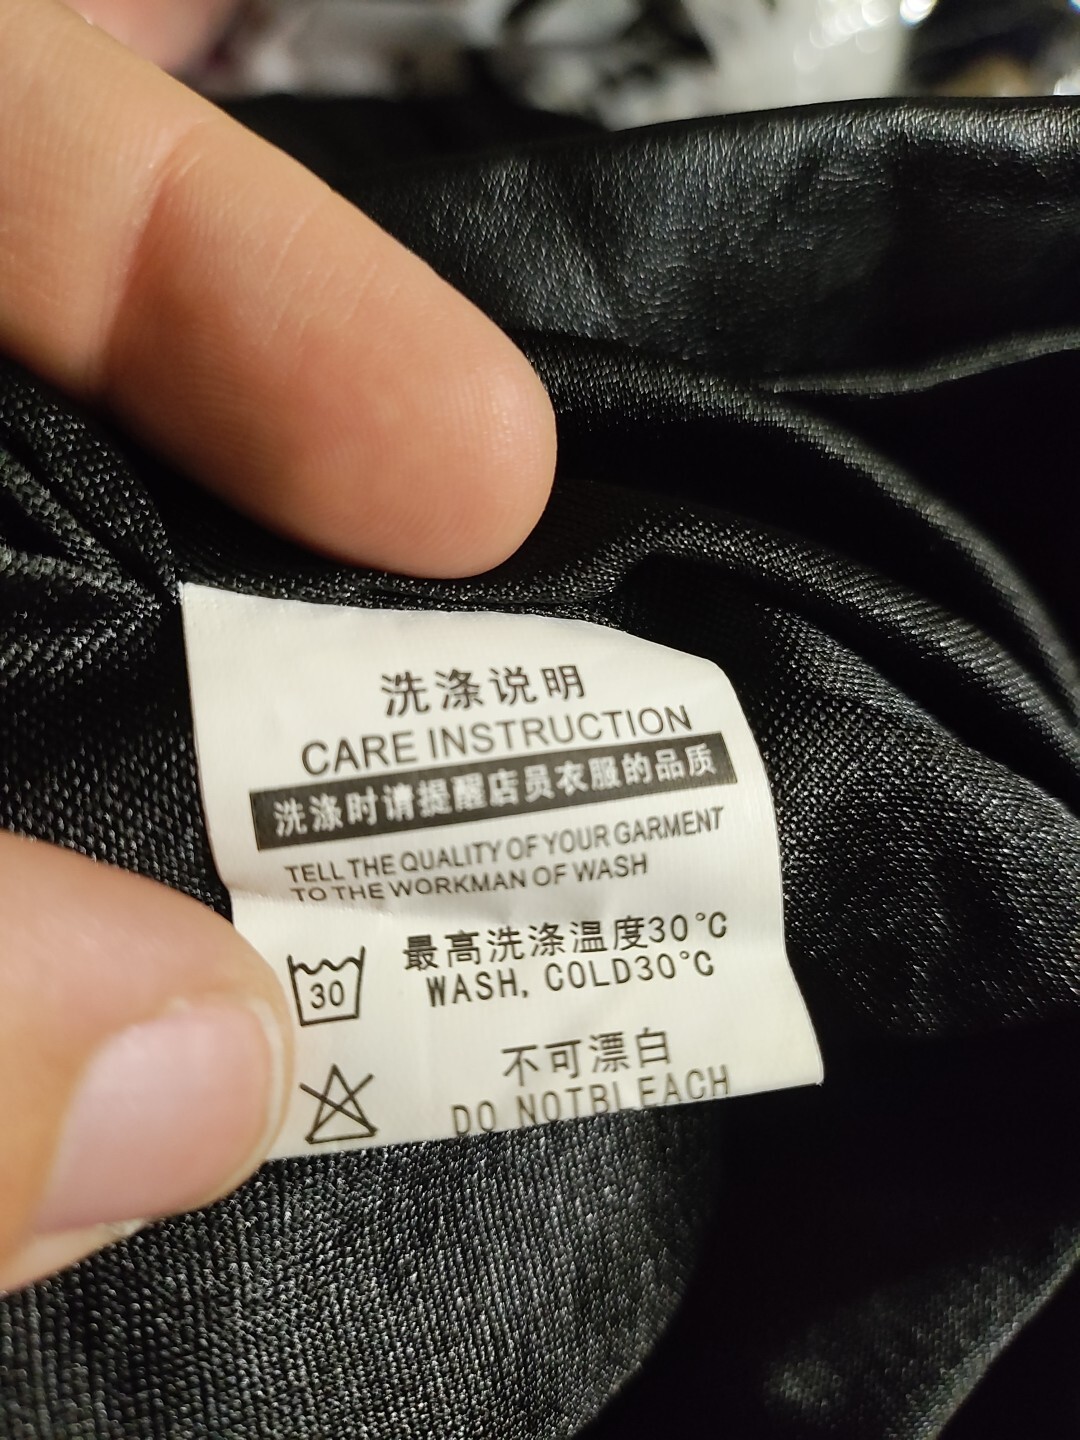 洗涤说明
CARE INSTRUCTION
洗涤时请提醒店员衣服的品质
TELL THE QUALITY OF YOUR GARMENT
TO THE WORKMAN OF WASH
30
最高洗涤温度30℃
WASH, COLD30℃
不可漂白
DO NOTBLEACH